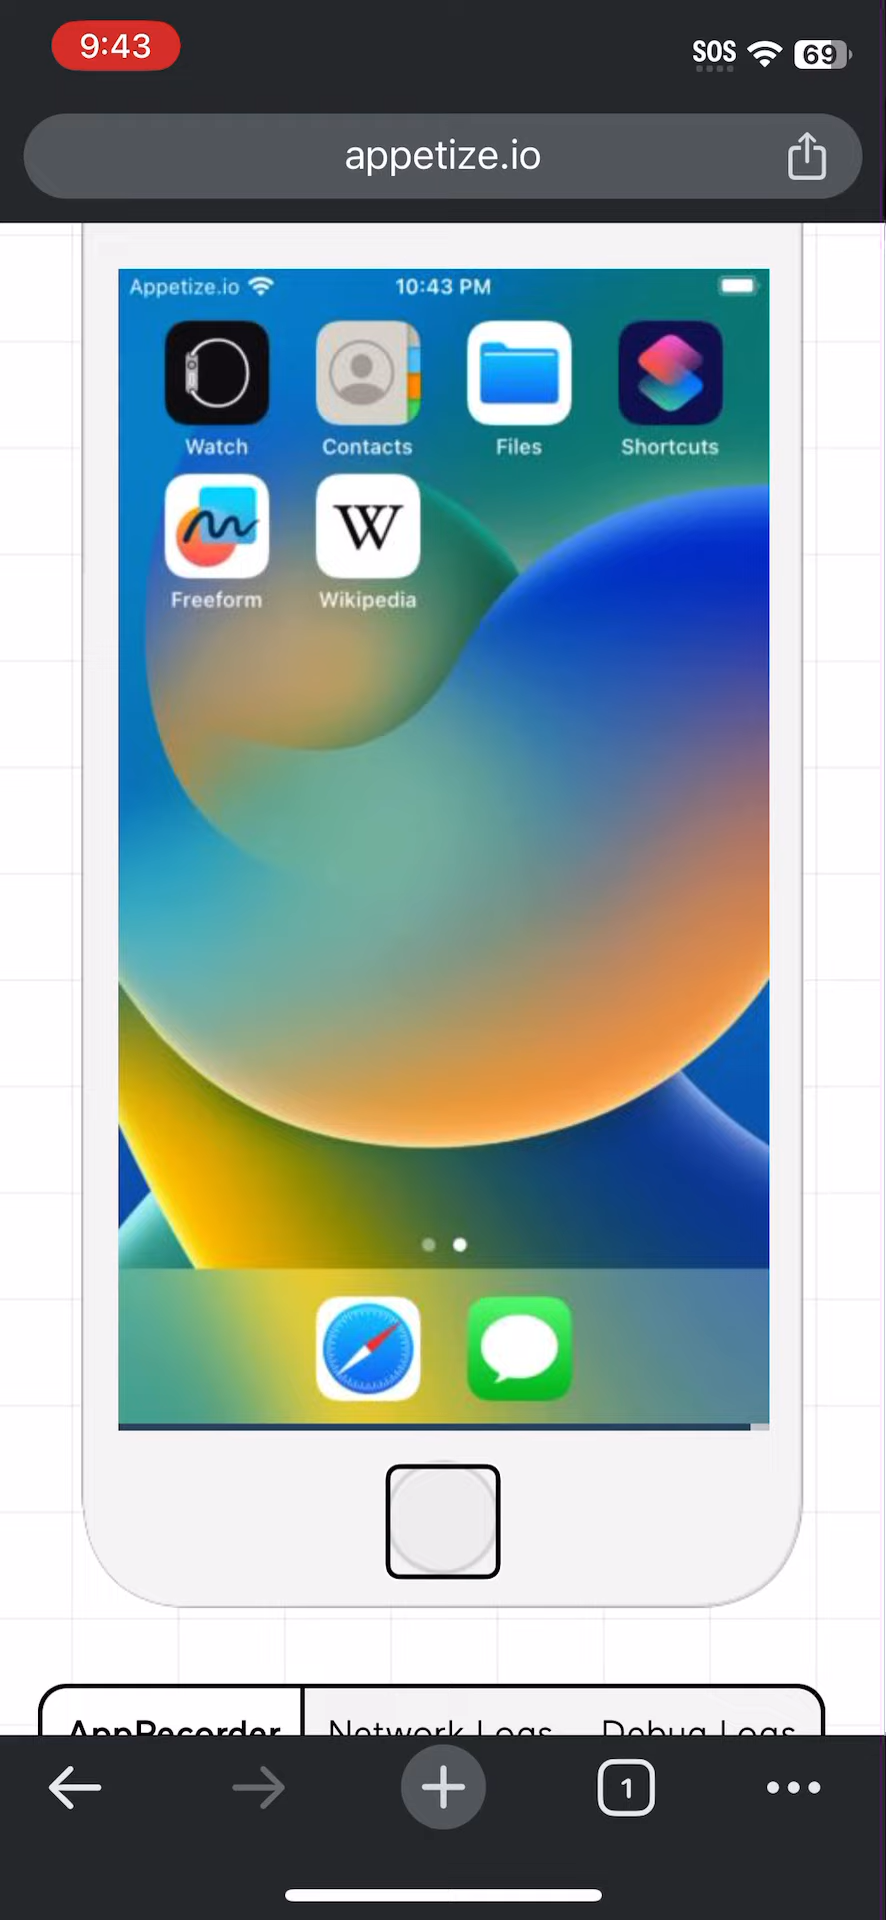 9:43
SOS
69
appetize.io
Appetize.io
10:43 PM
Watch Contacts Files Shortcuts
W
Freeform Wikipedia
AppRecorder Network Logs Debug Logs
1